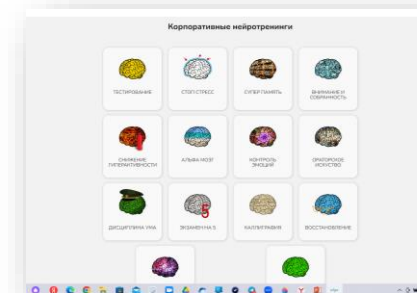 Корпоративные нейротренинги
ТЕСТИРОВАНИЕ
СТОП СТРЕСС
СУПЕР ПАМЯТЬ
ВНИМАНИЕ И
СОБРАННОСТЬ
СНИЖЕНИЕ
ГИПЕРАКТИВНОСТИ
АЛЬФА МОЗГ
КОНТРОЛЬ
ЭМОЦИЙ
ОРАТОРСКОЕ
ИСКУССТВО
ДИСЦИПЛИНА УМА
5
ЭКЗАМЕН НА 5
КАЛЛИГРАФИЯ
ВОССТАНОВЛЕНИЕ